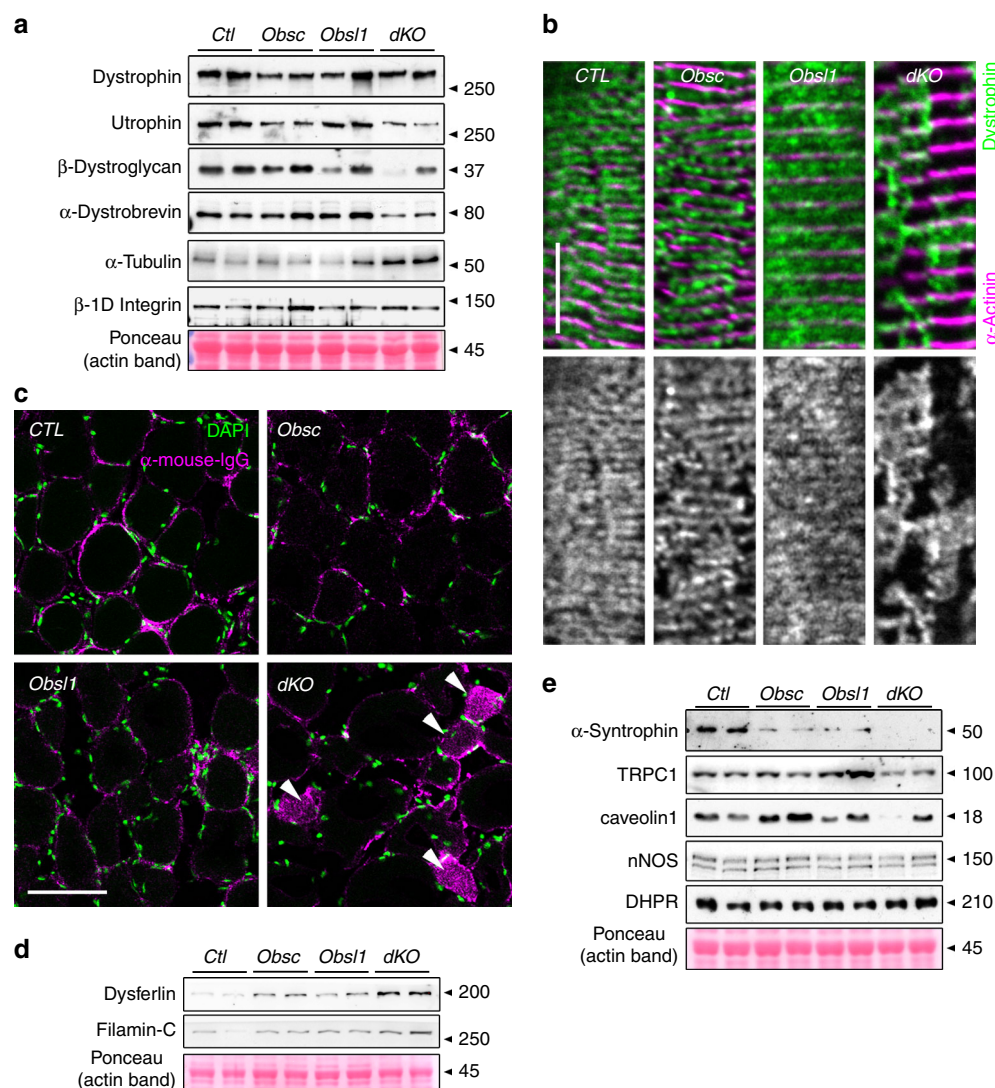 a
Ctl Obsc Obsl1 dKO
Dystrophin
◄ 250
Utrophin
◄ 250
β-Dystroglycan ◄ 37
α-Dystrobrevin ◄ 80
α-Tubulin ◄ 50
β-1D Integrin ◄ 150
Ponceau
(actin band) ◄ 45
b
CTL Obsc Obsl1 dKO
Dystrophin
α-Actinin
c
CTL DAPI
α-mouse-IgG
Obsc
Obsl1
dKO
d
Ctl Obsc Obsl1 dKO
Dysferlin ◄ 200
Filamin-C ◄ 250
Ponceau
(actin band) ◄ 45
e
Ctl Obsc Obsl1 dKO
α-Syntrophin ◄ 50
TRPC1 ◄ 100
caveolin1 ◄ 18
nNOS ◄ 150
DHPR ◄ 210
Ponceau
(actin band) ◄ 45